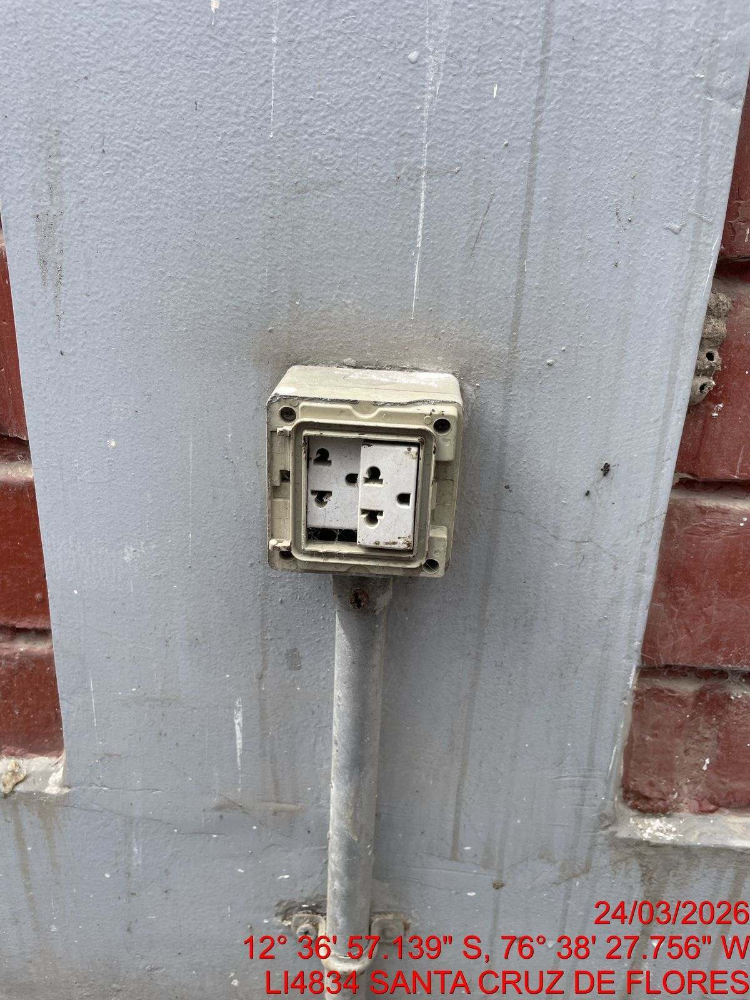 24/03/2026
12° 36' 57.139" S, 76° 38' 27.756" W
LI4834 SANTA CRUZ DE FLORES